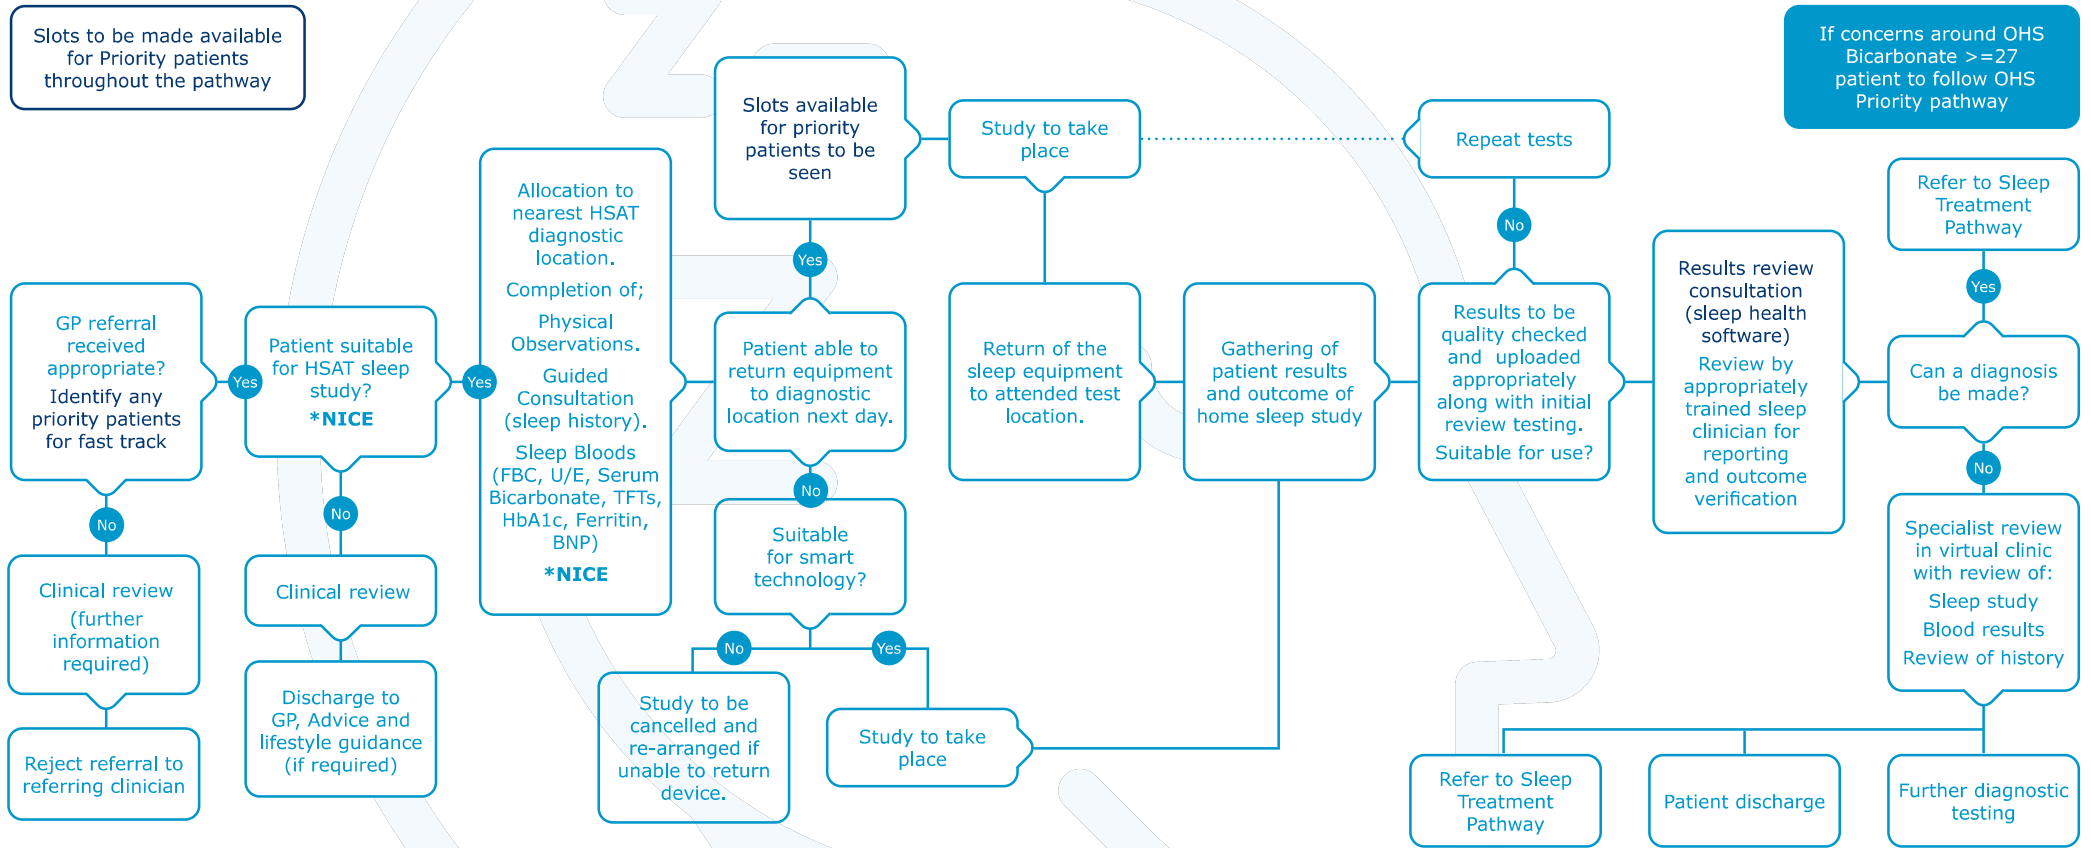 Slots to be made available
for Priority patients
throughout the pathway
If concerns around OHS
Bicarbonate >=27
patient to follow OHS
Priority pathway
GP referral
received
appropriate?
Identify any
priority patients
for fast track
Yes
No
Clinical review
(further
information
required)
Reject referral to
referring clinician
Patient suitable
for HSAT sleep
study?
*NICE
Yes
No
Clinical review
Discharge to
GP, Advice and
lifestyle guidance
(if required)
Allocation to
nearest HSAT
diagnostic
location.
Completion of;
Physical
Observations.
Guided
Consultation
(sleep history).
Sleep Bloods
(FBC, U/E, Serum
Bicarbonate, TFTs,
HbA1c, Ferritin,
BNP)
*NICE
Slots available
for priority
patients to be
seen
Yes
Patient able to
return equipment
to diagnostic
location next day.
No
Suitable
for smart
technology?
No
Yes
Study to be
cancelled and
re-arranged if
unable to return
device.
Study to take
place
Study to take
place
Return of the
sleep equipment
to attended test
location.
Gathering of
patient results
and outcome of
home sleep study
Repeat tests
No
Results to be
quality checked
and uploaded
appropriately
along with initial
review testing.
Suitable for use?
Results review
consultation
(sleep health
software)
Review by
appropriately
trained sleep
clinician for
reporting
and outcome
verification
Refer to Sleep
Treatment
Pathway
Yes
Can a diagnosis
be made?
No
Specialist review
in virtual clinic
with review of:
Sleep study
Blood results
Review of history
Refer to Sleep
Treatment
Pathway
Patient discharge
Further diagnostic
testing